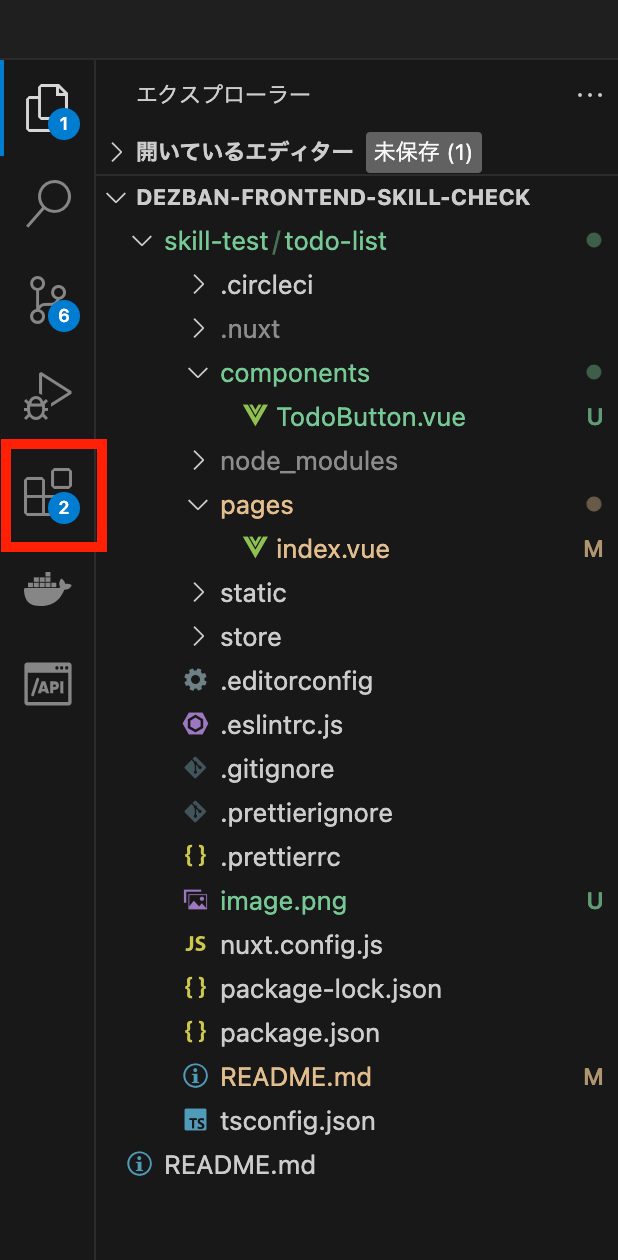 エクスプローラー
開いているエディター 未保存 (1)
DEZBAN-FRONTEND-SKILL-CHECK
skill-test/todo-list
.circleci
.nuxt
components
TodoButton.vue U
node_modules
pages
index.vue M
static
store
.editorconfig
.eslintrc.js
.gitignore
.prettierignore
{} .prettierrc
image.png U
JS nuxt.config.js
{} package-lock.json
{} package.json
README.md M
TS tsconfig.json
README.md
1
6
2
/API